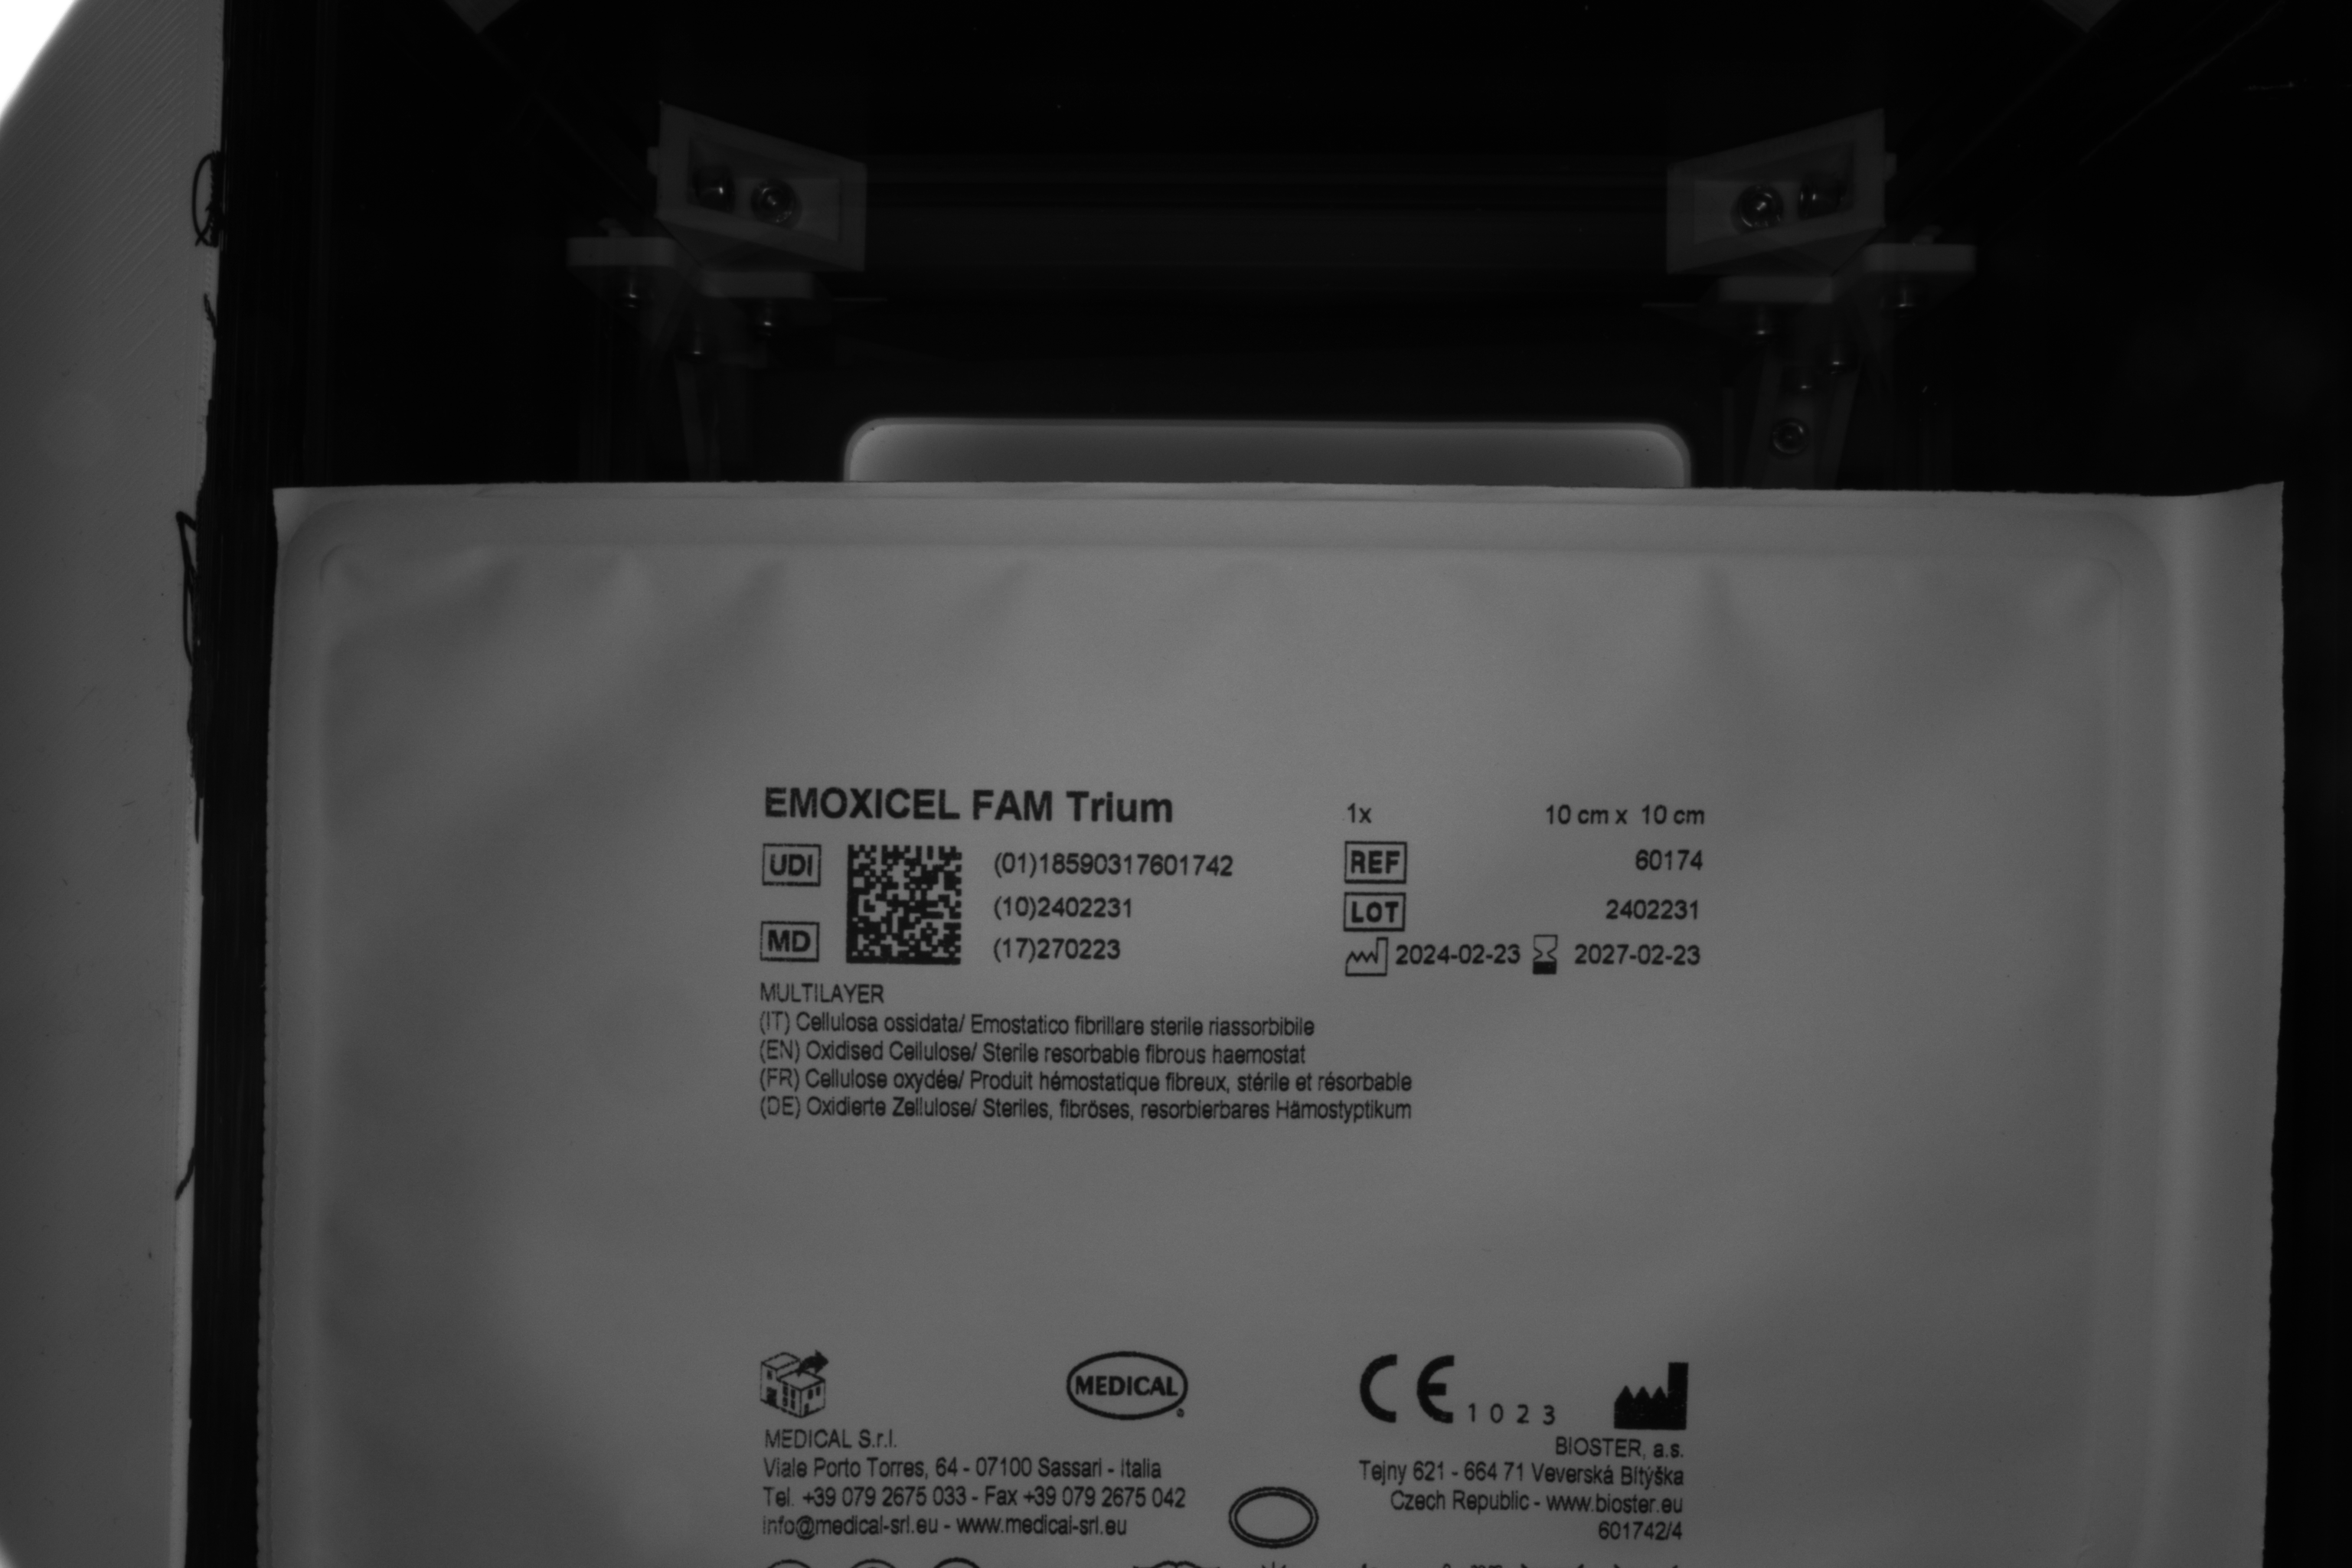 EMOXICEL FAM Trium
1x 10 cm x 10 cm
UDI (01)18590317601742
REF 60174
(10)2402231
LOT 2402231
MD (17)270223
2024-02-23 2027-02-23
MULTILAYER
(IT) Cellulosa ossidata/ Emostatico fibrillare sterile riassorbibile
(EN) Oxidised Cellulose/ Sterile resorbable fibrous haemostat
(FR) Cellulose oxydée/ Produit hémostatique fibreux, stérile et résorbable
(DE) Oxidierte Zellulose/ Steriles, fibröses, resorbierbares Hämostyptikum
MEDICAL
CE 1023
MEDICAL S.r.l.
Viale Porto Torres, 64 - 07100 Sassari - Italia
Tel. +39 079 2675 033 - Fax +39 079 2675 042
info@medical-srl.eu - www.medical-srl.eu
BIOSTER, a.s.
Tejny 621 - 664 71 Veverská Bítýška
Czech Republic - www.bioster.eu
601742/4